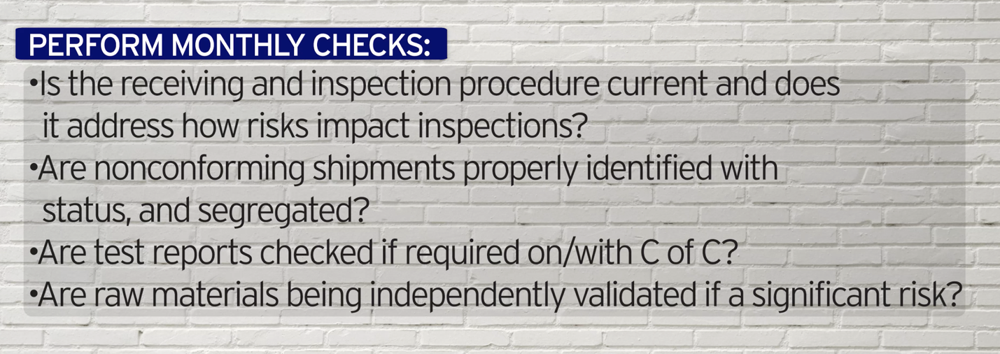 PERFORM MONTHLY CHECKS:
•Is the receiving and inspection procedure current and does
it address how risks impact inspections?
•Are nonconforming shipments properly identified with
status, and segregated?
•Are test reports checked if required on/with C of C?
•Are raw materials being independently validated if a significant risk?